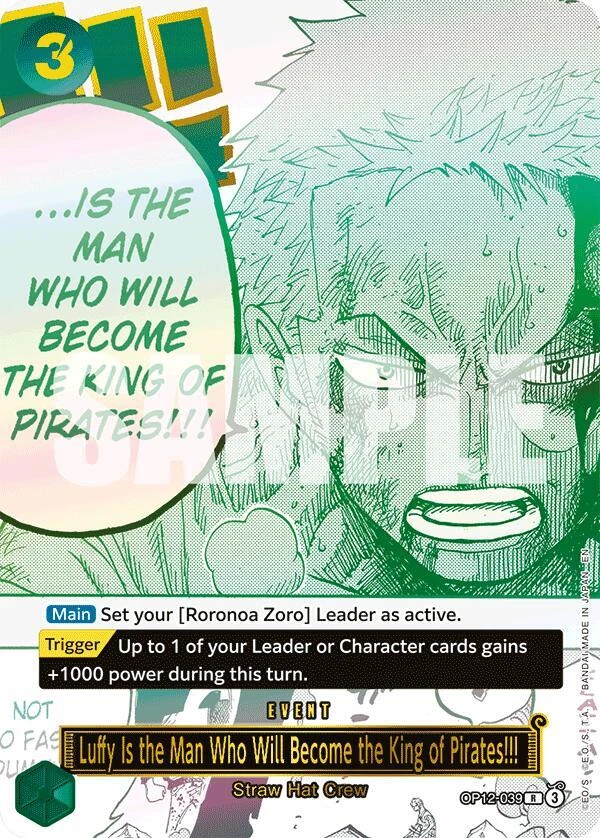 3
...IS THE
MAN
WHO WILL
BECOME
THE KING OF
PIRATES!!!
SAMPLE
Main Set your [Roronoa Zoro] Leader as active.
Trigger Up to 1 of your Leader or Character cards gains
+1000 power during this turn.
EVENT
NOT
Luffy Is the Man Who Will Become the King of Pirates!!!
Straw Hat Crew
OP12-039 R 3
©E.O./S. ©E.O./S., T.A. BANDAI MADE IN JAPAN EN